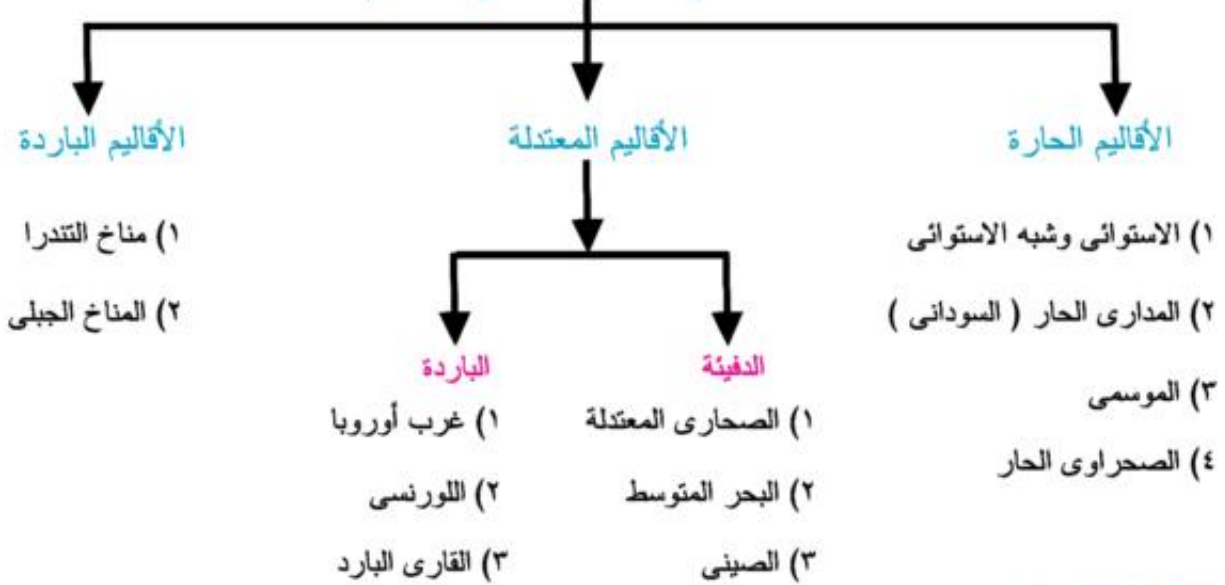 الأقاليم الحارة
١) الاستوائى وشبه الاستوائى
٢) المدارى الحار ( السودانى )
٣) الموسمى
٤) الصحراوى الحار
الأقاليم المعتدلة
الدفيئة
١) الصحارى المعتدلة
٢) البحر المتوسط
٣) الصينى
الباردة
١) غرب أوروبا
٢) اللورنسى
٣) القارى البارد
الأقاليم الباردة
١) مناخ التندرا
٢) المناخ الجبلى